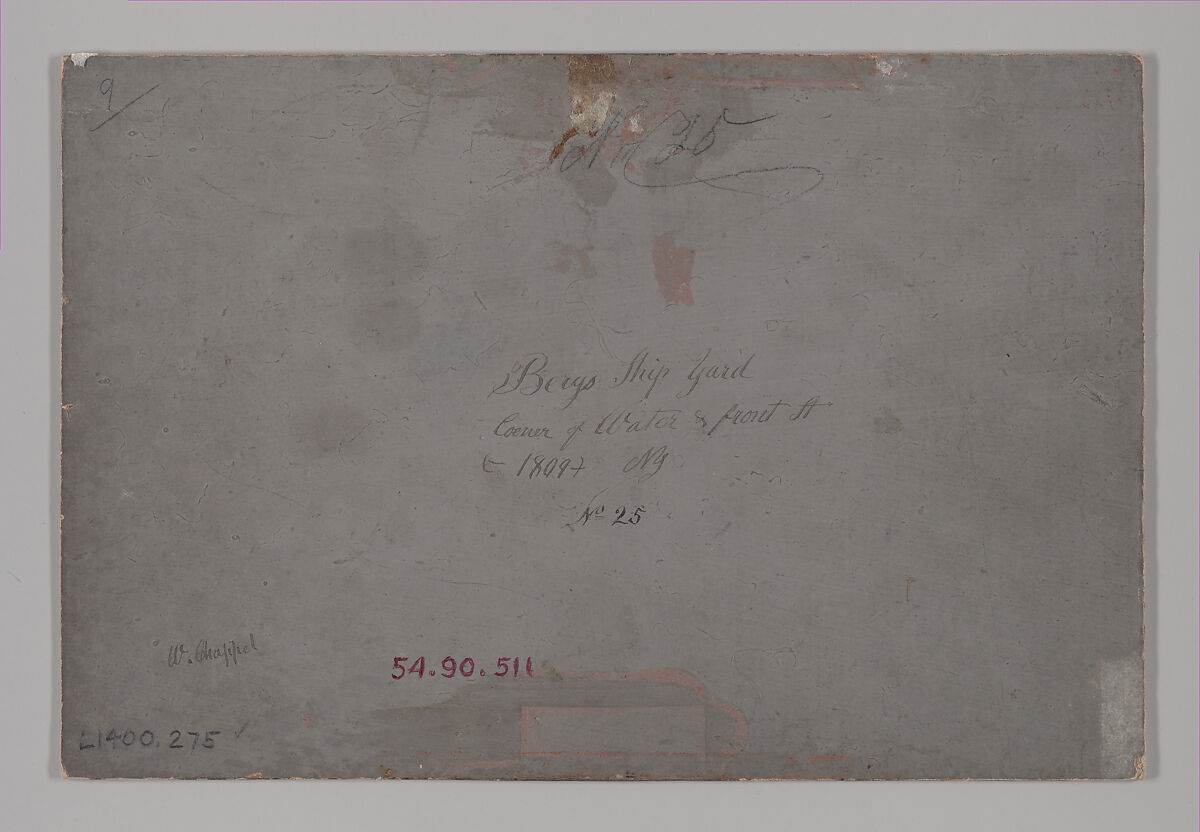 9/
No 25
Bergs Ship Yard
Corner of Water & front St
(-1809) NY
No 25
W. Chappel
54.90.511
L1400.275